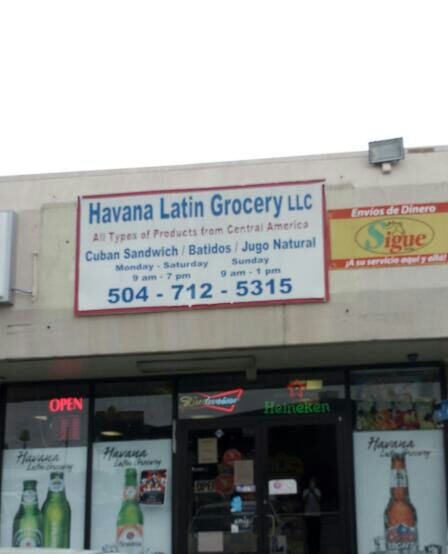 Havana Latin Grocery LLC
All Types of Products from Central America
Cuban Sandwich / Batidos / Jugo Natural
Monday - Saturday Sunday
9 am - 7 pm 9 am - 1 pm
504 - 712 - 5315
Envíos de Dinero
Sigue
¡A su servicio aquí y allá!
OPEN
Budweiser
Heineken
Havana
Latin Grocery
Havana
Latin Grocery
OPEN
Havana
Latin Grocery